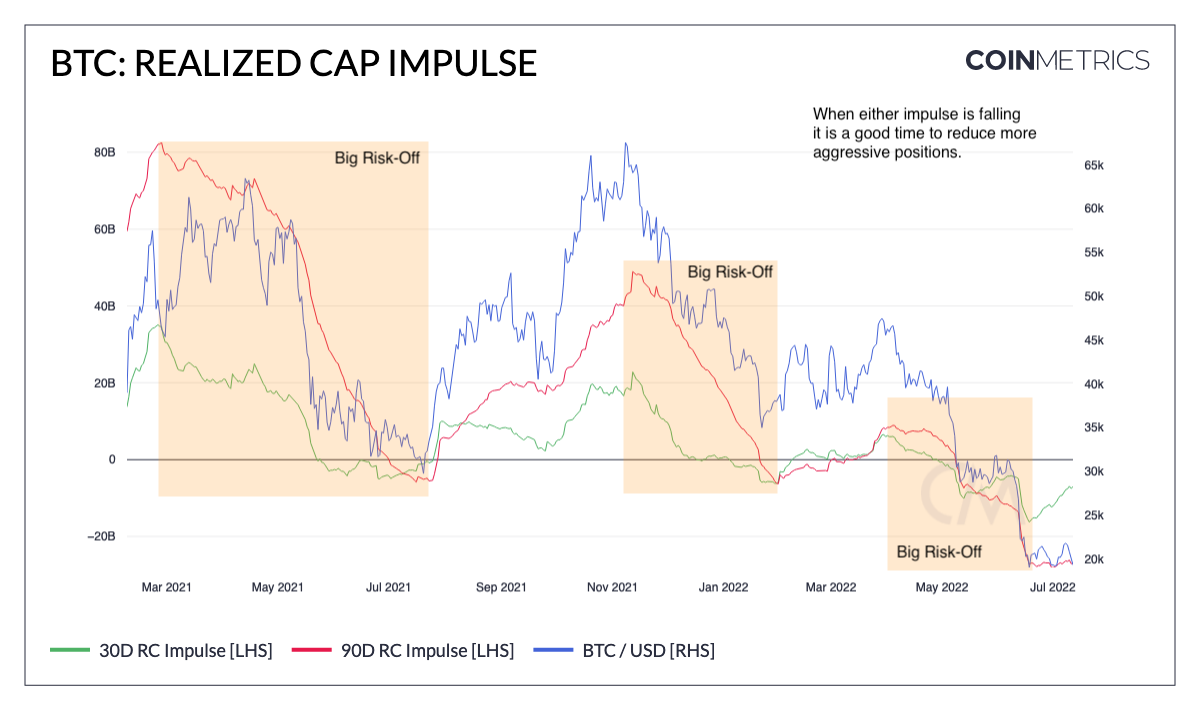 BTC: REALIZED CAP IMPULSE
COINMETRICS
When either impulse is falling
it is a good time to reduce more
aggressive positions.
Big Risk-Off
Big Risk-Off
Big Risk-Off
80B
60B
40B
20B
0
−20B
65k
60k
55k
50k
45k
40k
35k
30k
25k
20k
CM
Mar 2021 May 2021 Jul 2021 Sep 2021 Nov 2021 Jan 2022 Mar 2022 May 2022 Jul 2022
30D RC Impulse [LHS] 90D RC Impulse [LHS] BTC / USD [RHS]